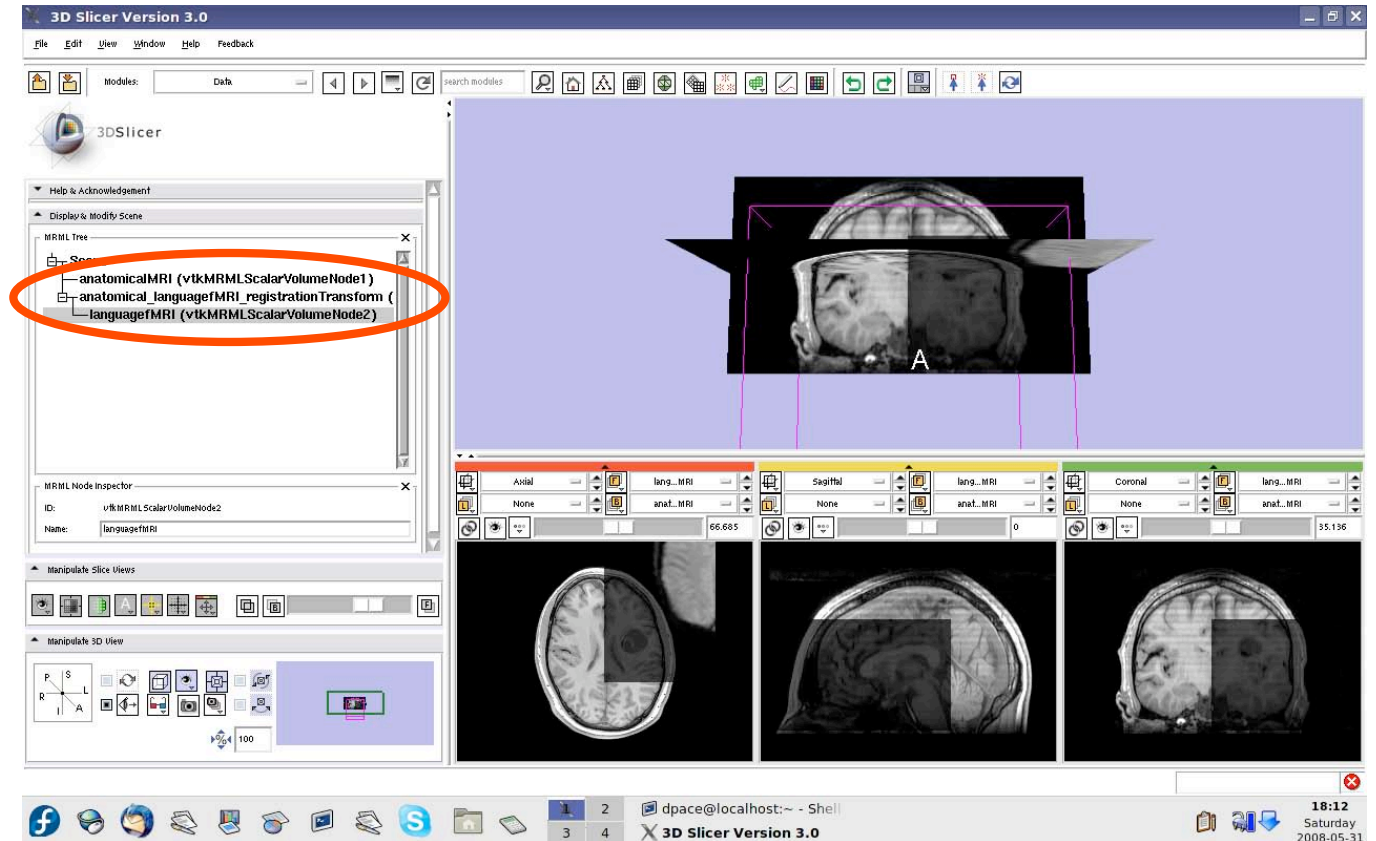 3D Slicer Version 3.0
File Edit View Window Help Feedback
Modules: Data search modules
3DSlicer
Help & Acknowledgement
Display & Modify Scene
MRML Tree
anatomicalMRI (vtkMRMLScalarVolumeNode1)
anatomical_languagefMRI_registrationTransform (
languagefMRI (vtkMRMLScalarVolumeNode2)
A
MRML Node Inspector
ID: vtkMRMLScalarVolumeNode2
Name: languagefMRI
Axial F lang...MRI
None B anat...MRI
66.685
Sagittal F lang...MRI
None B anat...MRI
0
Coronal F lang...MRI
None B anat...MRI
35.136
Manipulate Slice Views
A B F
Manipulate 3D View
P S
R L
I A
% 100
1 2
3 4
dpace@localhost:~ - Shell
3D Slicer Version 3.0
18:12
Saturday
2008-05-31